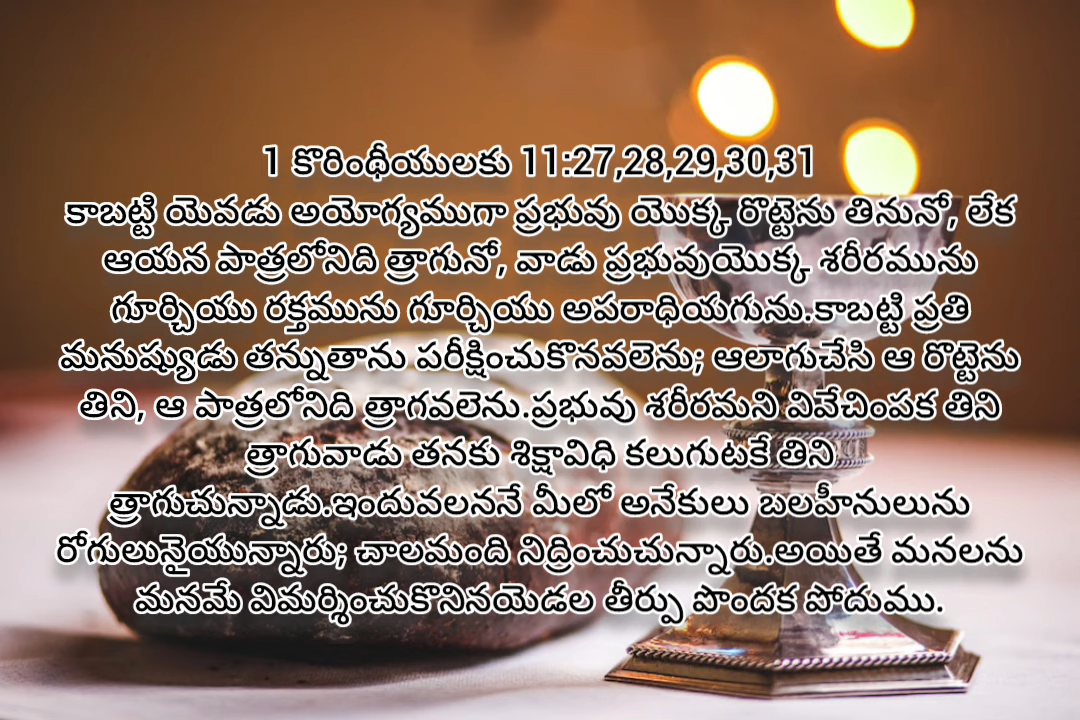 1 కొరింథీయులకు 11:27,28,29,30,31
కాబట్టి యెవడు అయోగ్యముగా ప్రభువు యొక్క రొట్టెను తినునో, లేక
ఆయన పాత్రలోనిది త్రాగునో, వాడు ప్రభువుయొక్క శరీరమును
గూర్చియు రక్తమును గూర్చియు అపరాధియగును.కాబట్టి ప్రతి
మనుష్యుడు తన్నుతాను పరీక్షించుకొనవలెను; ఆలాగుచేసి ఆ రొట్టెను
తిని, ఆ పాత్రలోనిది త్రాగవలెను.ప్రభువు శరీరమని వివేచింపక తిని
త్రాగువాడు తనకు శిక్షావిధి కలుగుటకే తిని
త్రాగుచున్నాడు.ఇందువలననే మీలో అనేకులు బలహీనులును
రోగులునైయున్నారు; చాలమంది నిద్రించుచున్నారు.అయితే మనలను
మనమే విమర్శించుకొనినయెడల తీర్పు పొందక పోదుము.